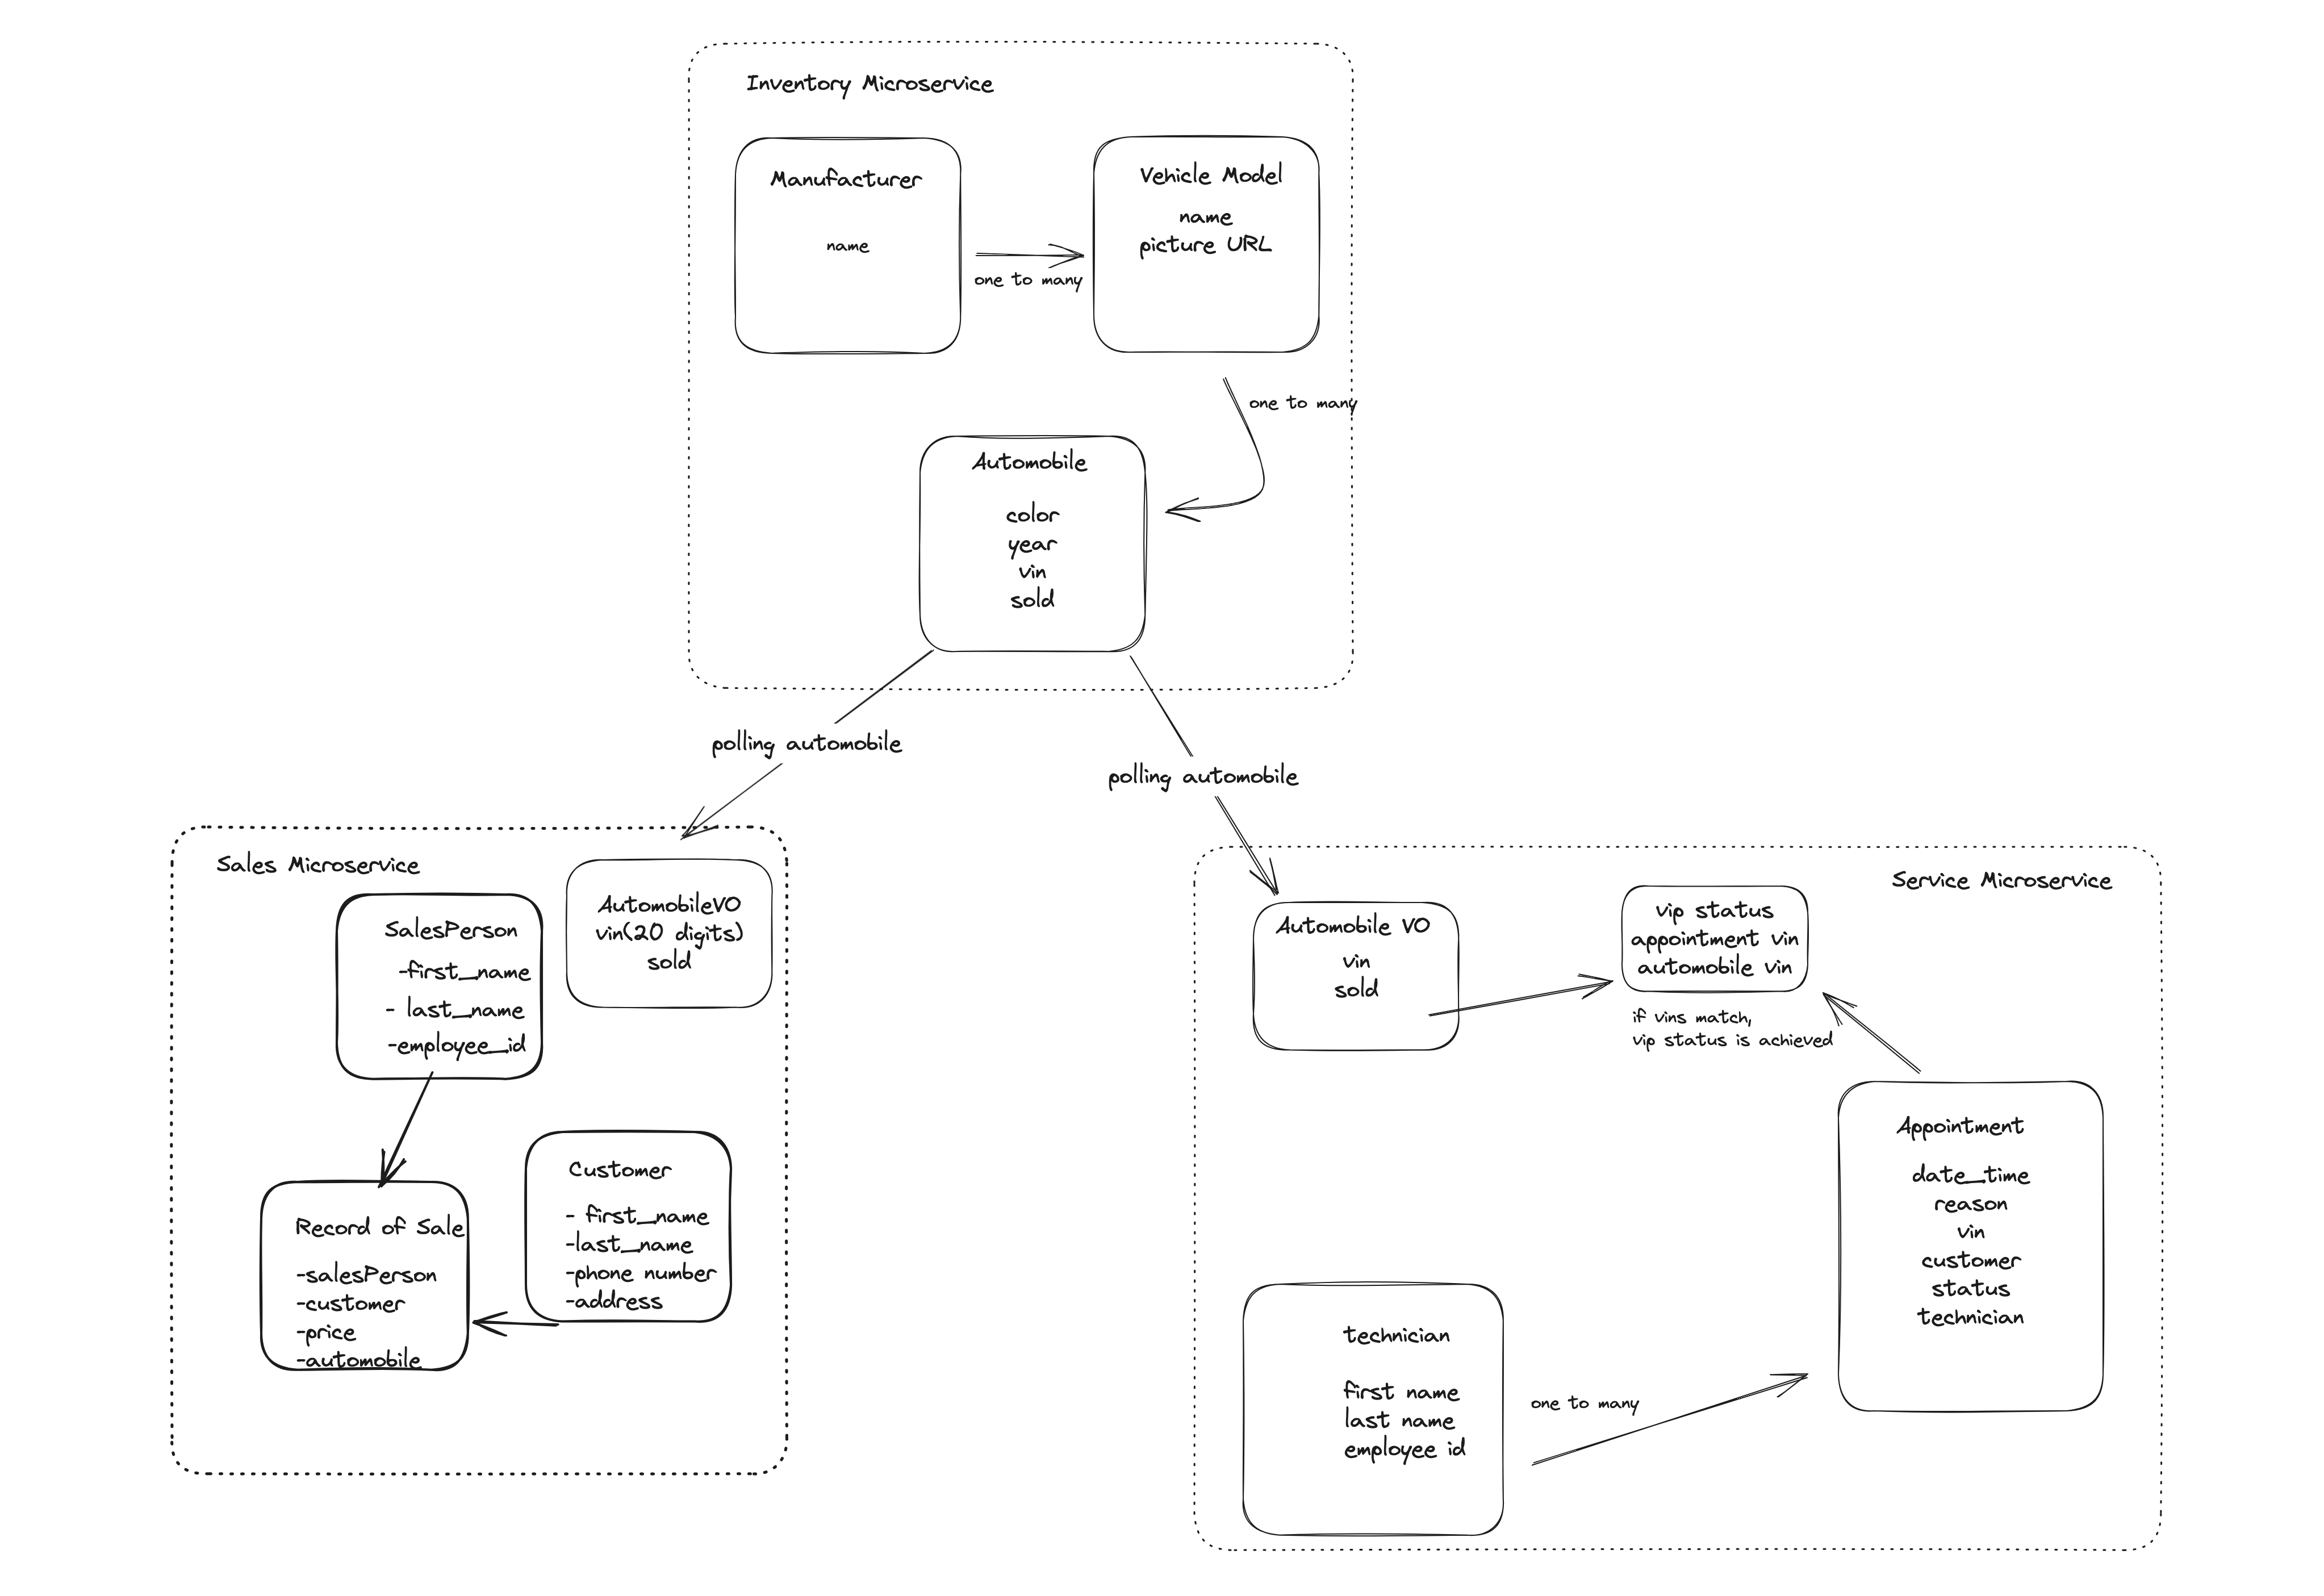 Inventory Microservice
Manufacturer
name
one to many
Vehicle Model
name
picture URL
one to many
Automobile
color
year
vin
sold
polling automobile
polling automobile
Sales Microservice
SalesPerson
-first_name
- last_name
-employee_id
AutomobileVO
vin(20 digits)
sold
Customer
- first_name
-last_name
-phone number
-address
Record of Sale
-salesPerson
-customer
-price
-automobile
Service Microservice
Automobile VO
vin
sold
vip status
appointment vin
automobile vin
if vins match,
vip status is achieved
Appointment
date_time
reason
vin
customer
status
technician
technician
first name
last name
employee id
one to many